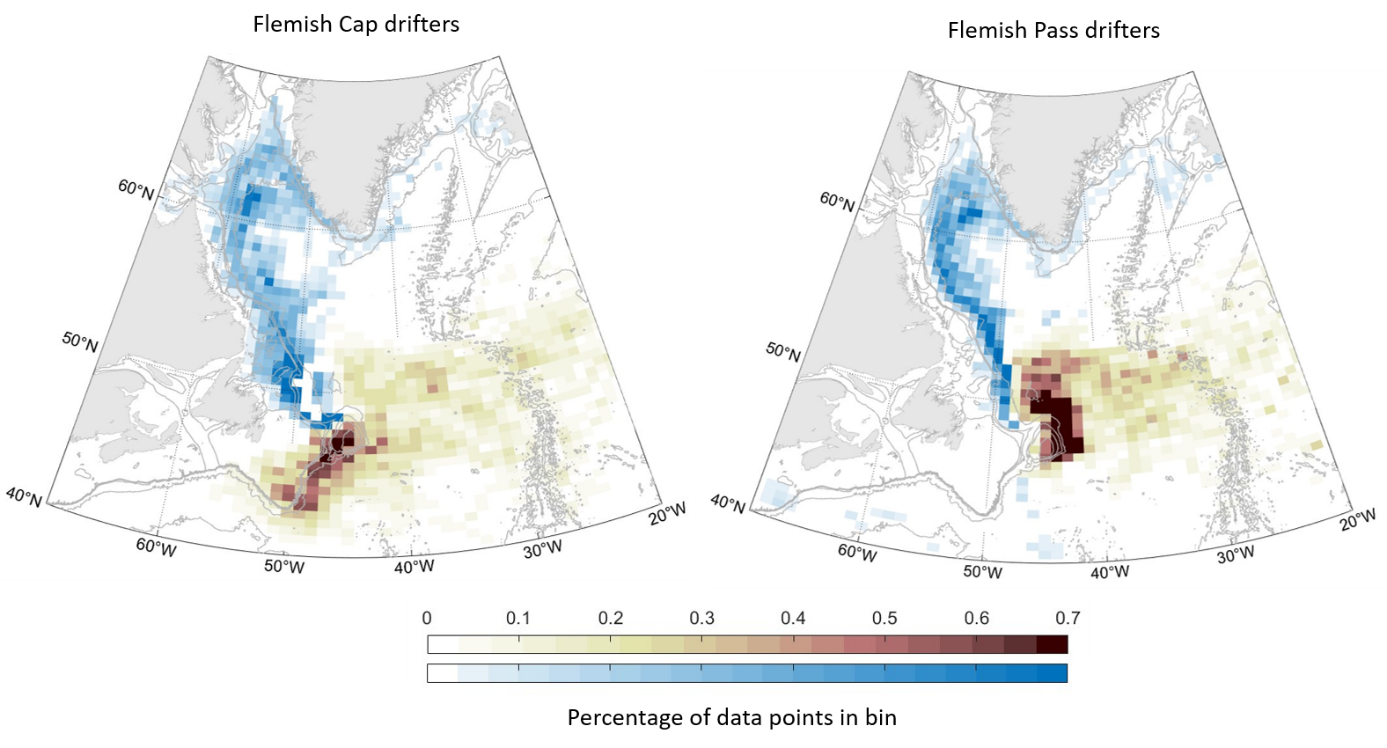 Flemish Cap drifters
Flemish Pass drifters
60°N
50°N
40°N
60°W
50°W
40°W
30°W
20°W
60°N
50°N
40°N
60°W
50°W
40°W
30°W
20°W
0 0.1 0.2 0.3 0.4 0.5 0.6 0.7
Percentage of data points in bin